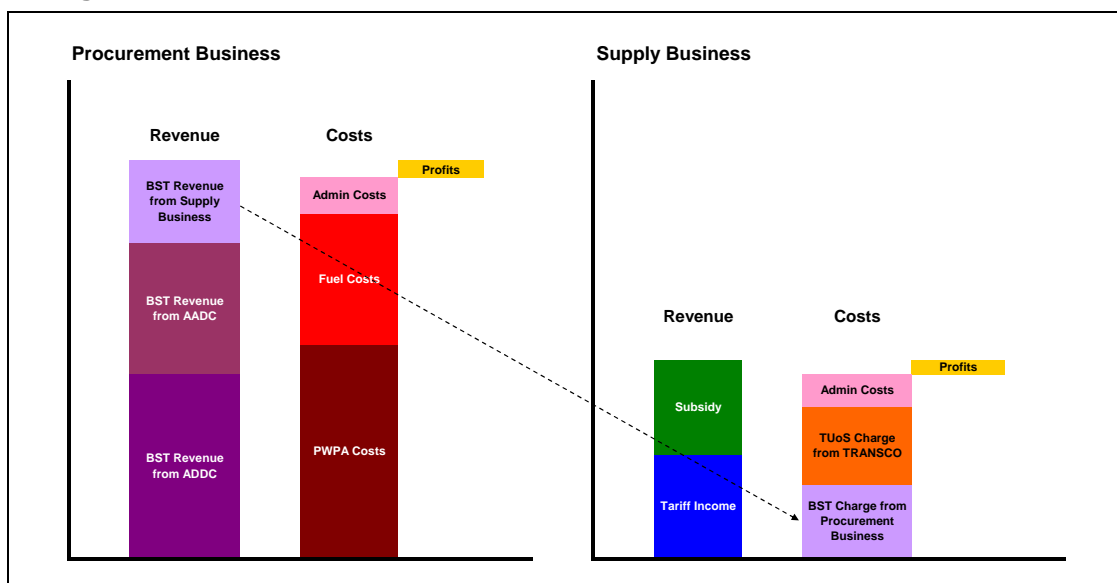 Procurement Business
Revenue
Costs
BST Revenue
from Supply
Business
BST Revenue
from AADC
BST Revenue
from ADDC
Profits
Admin Costs
Fuel Costs
PWPA Costs
Supply Business
Revenue
Costs
Subsidy
Tariff Income
Profits
Admin Costs
TUoS Charge
from TRANSCO
BST Charge from
Procurement
Business